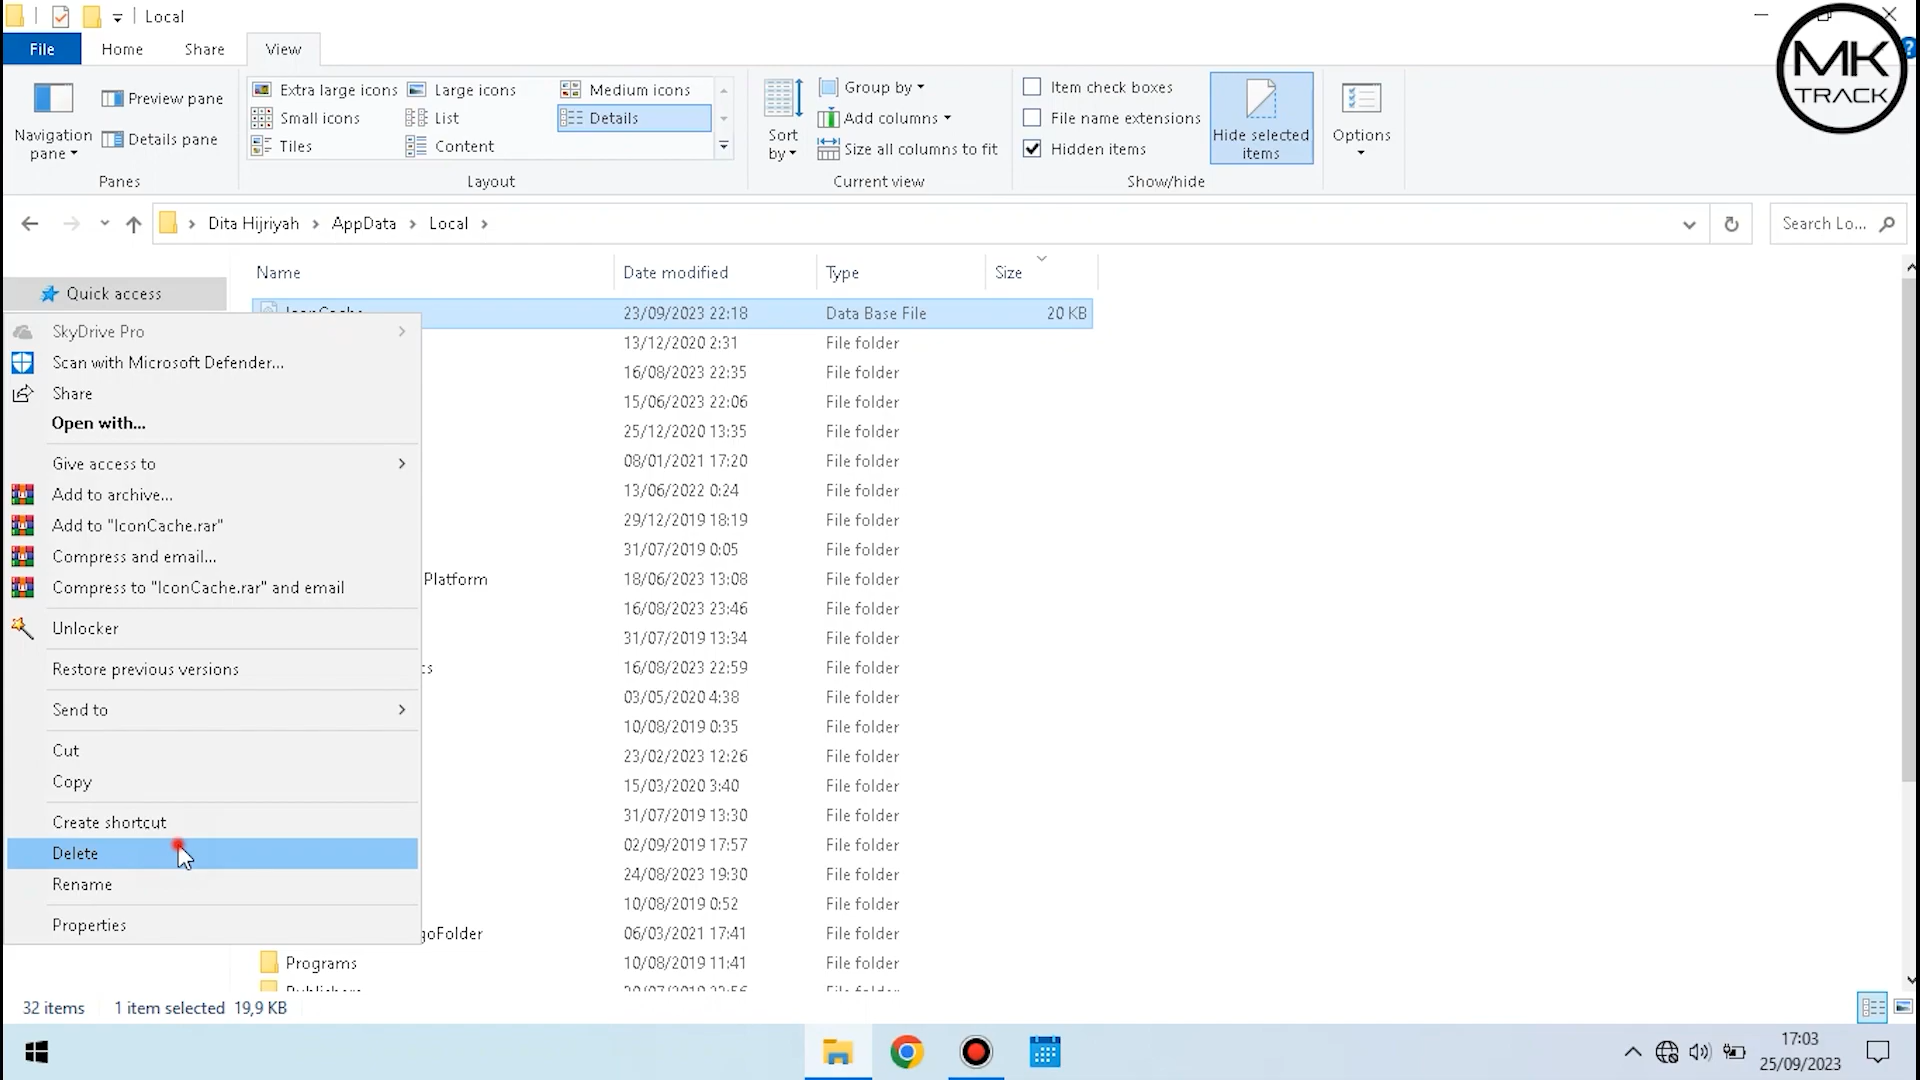 Local
File Home Share View
MK
TRACK
Navigation
pane
Preview pane
Details pane
Panes
Extra large icons Large icons Medium icons
Small icons List Details
Tiles Content
Layout
Sort
by
Group by
Add columns
Size all columns to fit
Current view
Item check boxes
File name extensions
Hidden items
Hide selected
items
Show/hide
Options
Dita Hijriyah AppData Local
Search Lo...
Name Date modified Type Size
Quick access
IconCache 23/09/2023 22:18 Data Base File 20 KB
13/12/2020 2:31 File folder
16/08/2023 22:35 File folder
15/06/2023 22:06 File folder
25/12/2020 13:35 File folder
08/01/2021 17:20 File folder
13/06/2022 0:24 File folder
29/12/2019 18:19 File folder
31/07/2019 0:05 File folder
Platform 18/06/2023 13:08 File folder
16/08/2023 23:46 File folder
31/07/2019 13:34 File folder
ts 16/08/2023 22:59 File folder
03/05/2020 4:38 File folder
10/08/2019 0:35 File folder
23/02/2023 12:26 File folder
15/03/2020 3:40 File folder
31/07/2019 13:30 File folder
02/09/2019 17:57 File folder
24/08/2023 19:30 File folder
10/08/2019 0:52 File folder
goFolder 06/03/2021 17:41 File folder
Programs 10/08/2019 11:41 File folder
SkyDrive Pro
Scan with Microsoft Defender...
Share
Open with...
Give access to
Add to archive...
Add to "IconCache.rar"
Compress and email...
Compress to "IconCache.rar" and email
Unlocker
Restore previous versions
Send to
Cut
Copy
Create shortcut
Delete
Rename
Properties
32 items 1 item selected 19,9 KB
17:03
25/09/2023